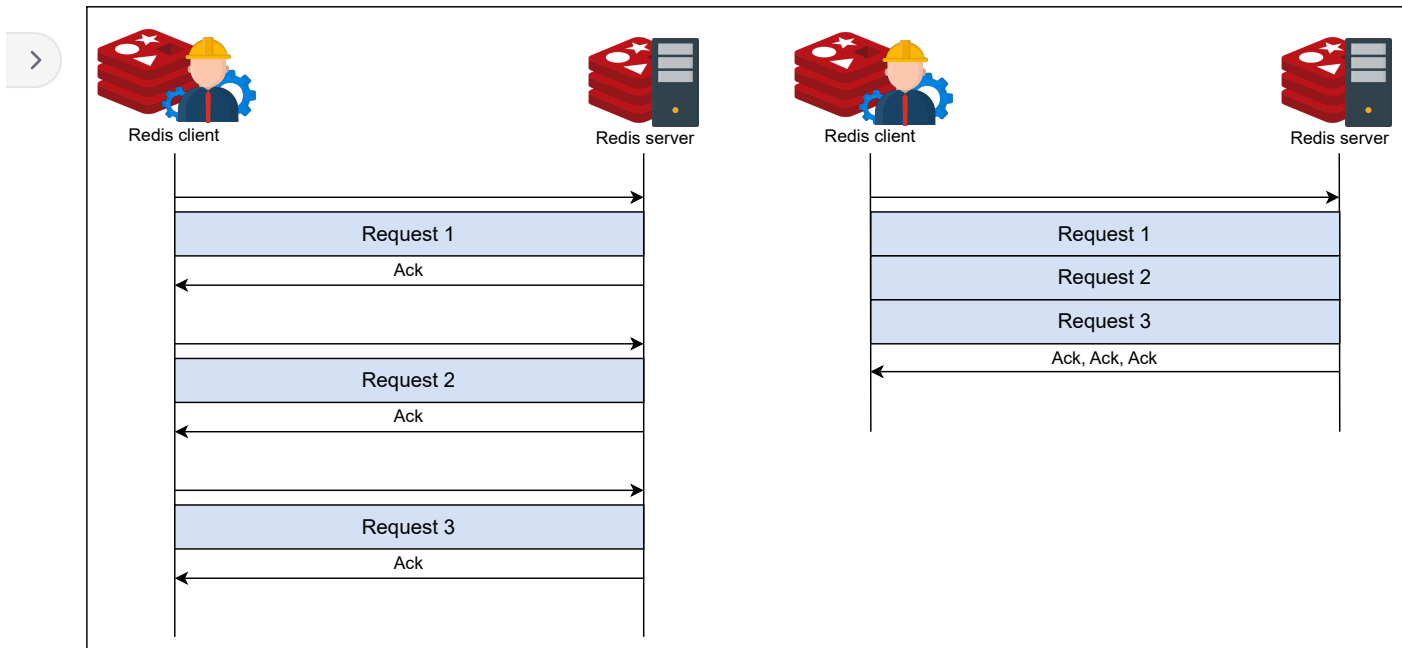 Redis client
Redis server
Request 1
Ack
Request 2
Ack
Request 3
Ack
Redis client
Redis server
Request 1
Request 2
Request 3
Ack, Ack, Ack